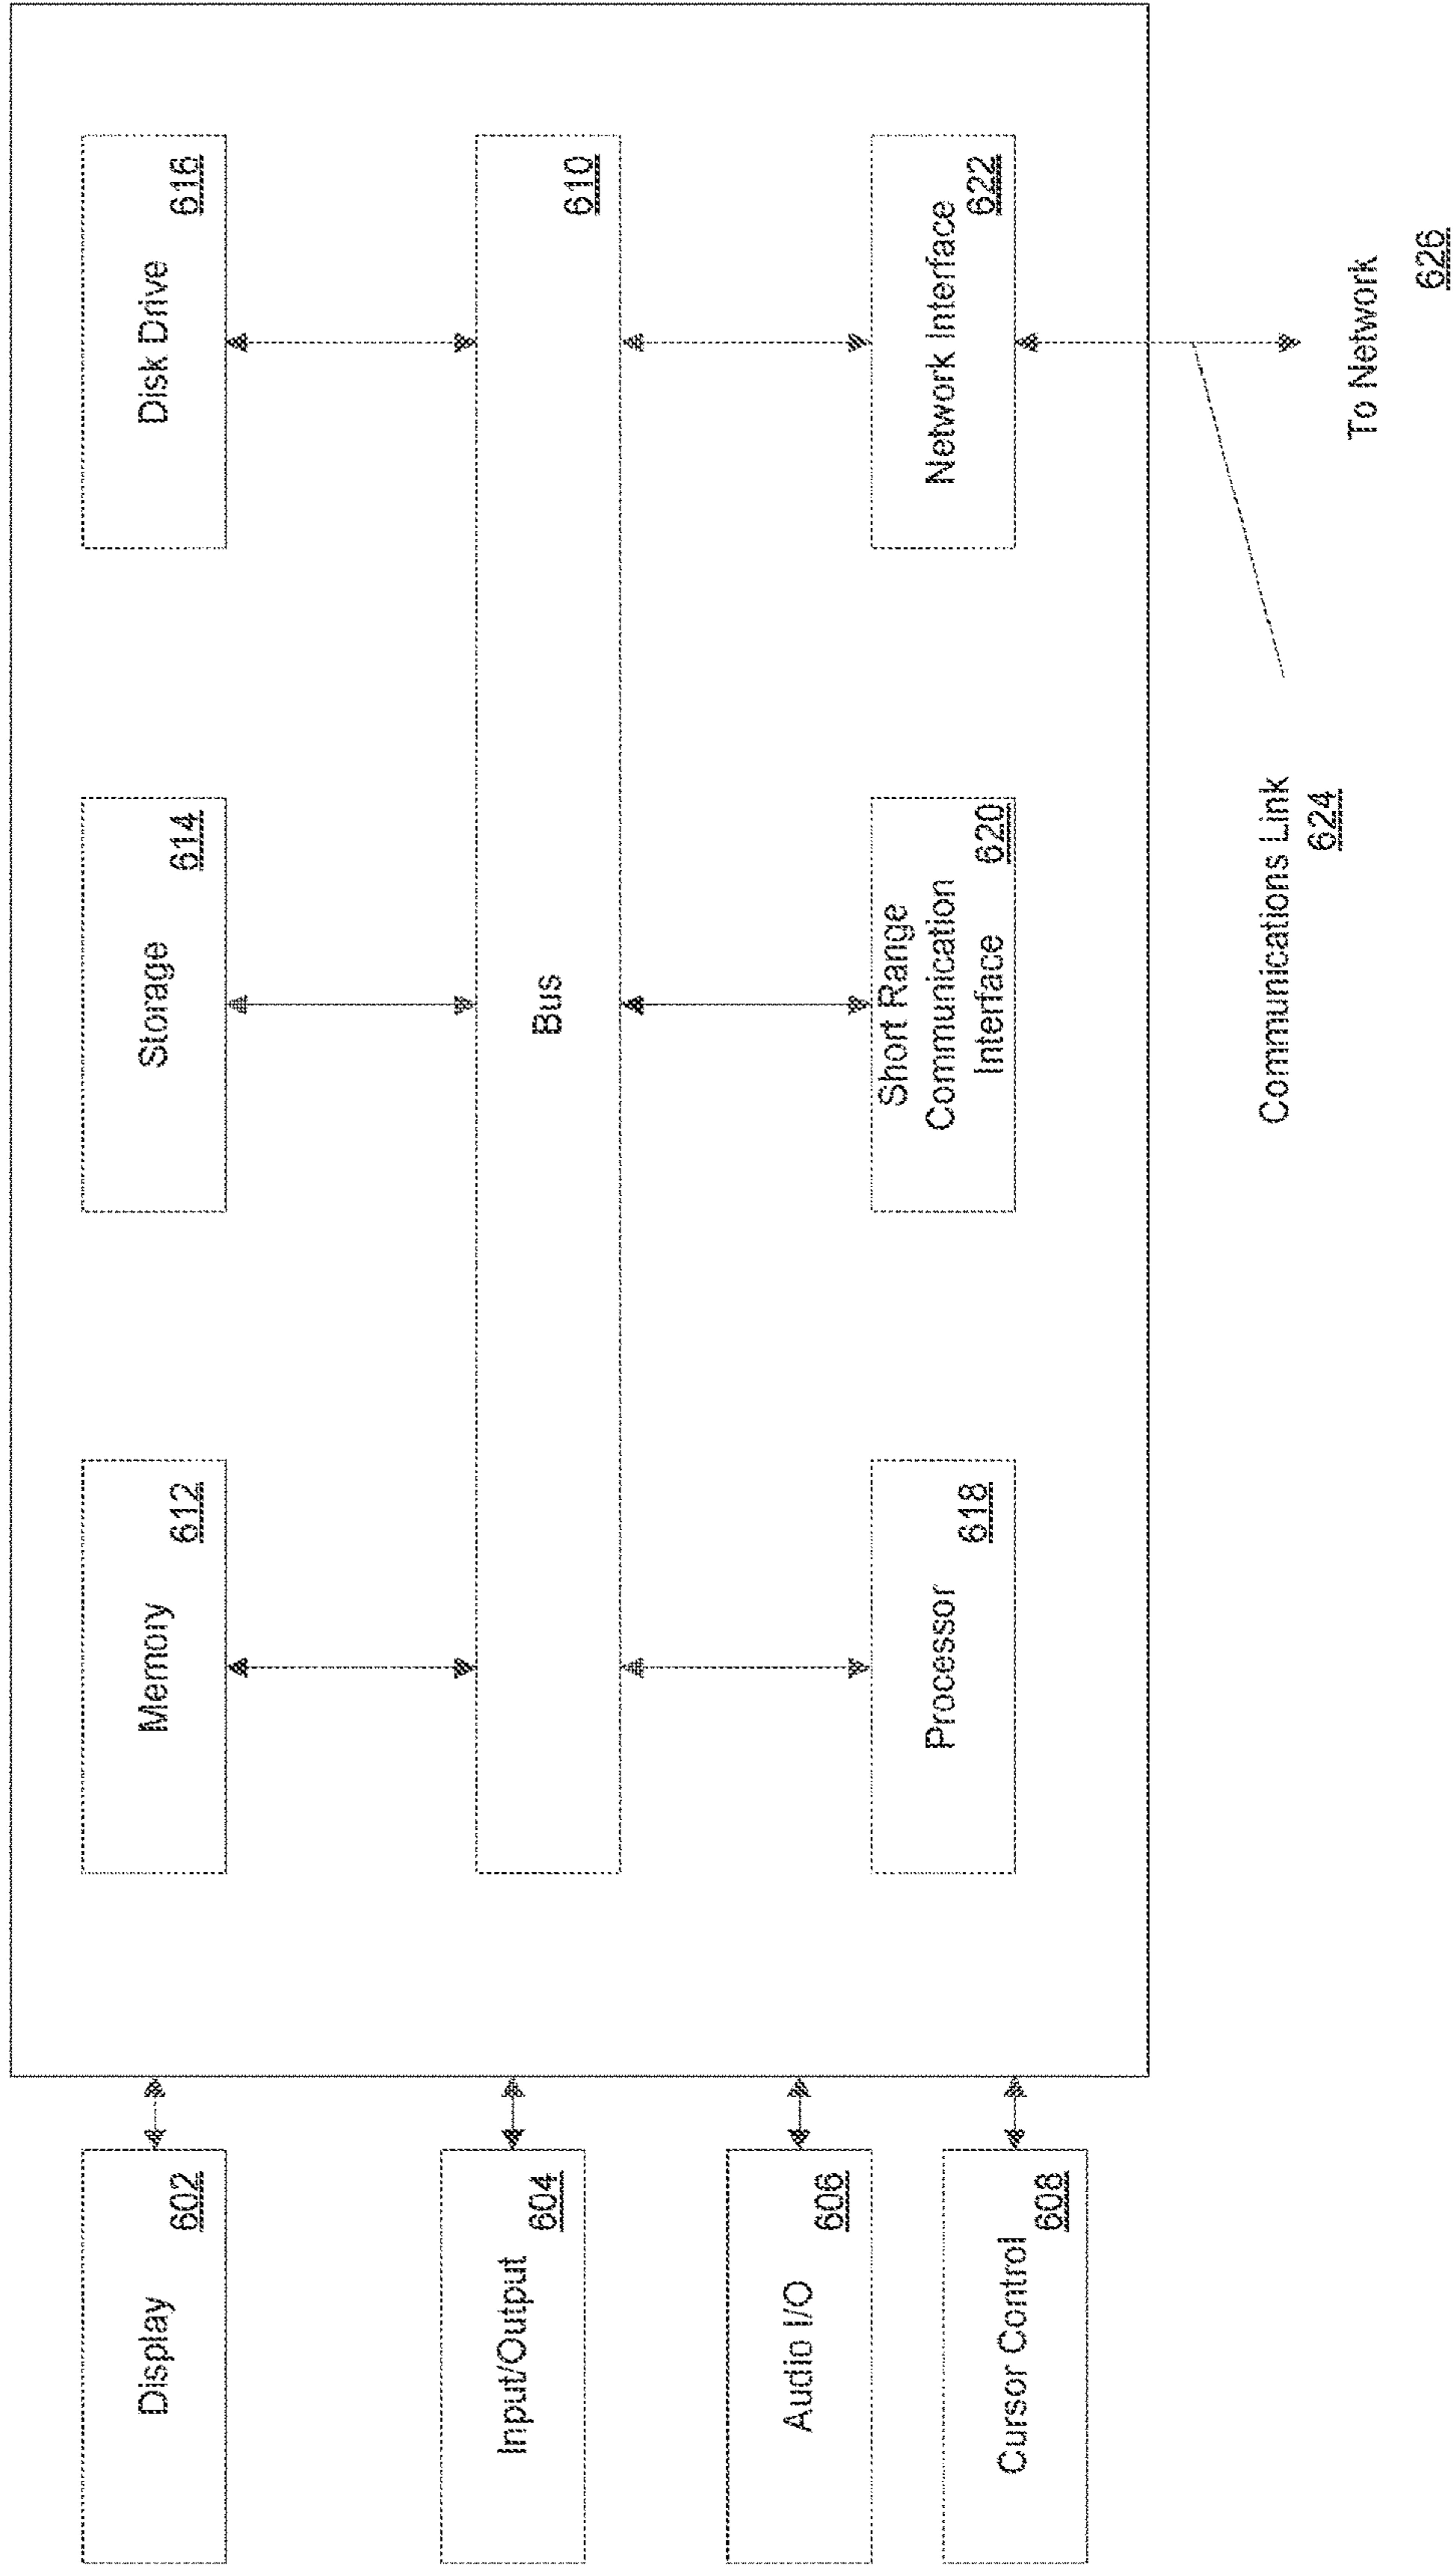 Display
602
Input/Output
604
Audio I/O
606
Cursor Control
608
Memory
612
Storage
614
Disk Drive
616
Bus
610
Processor
618
Short Range
Communication
Interface
620
Network Interface
622
Communications Link
624
To Network
626